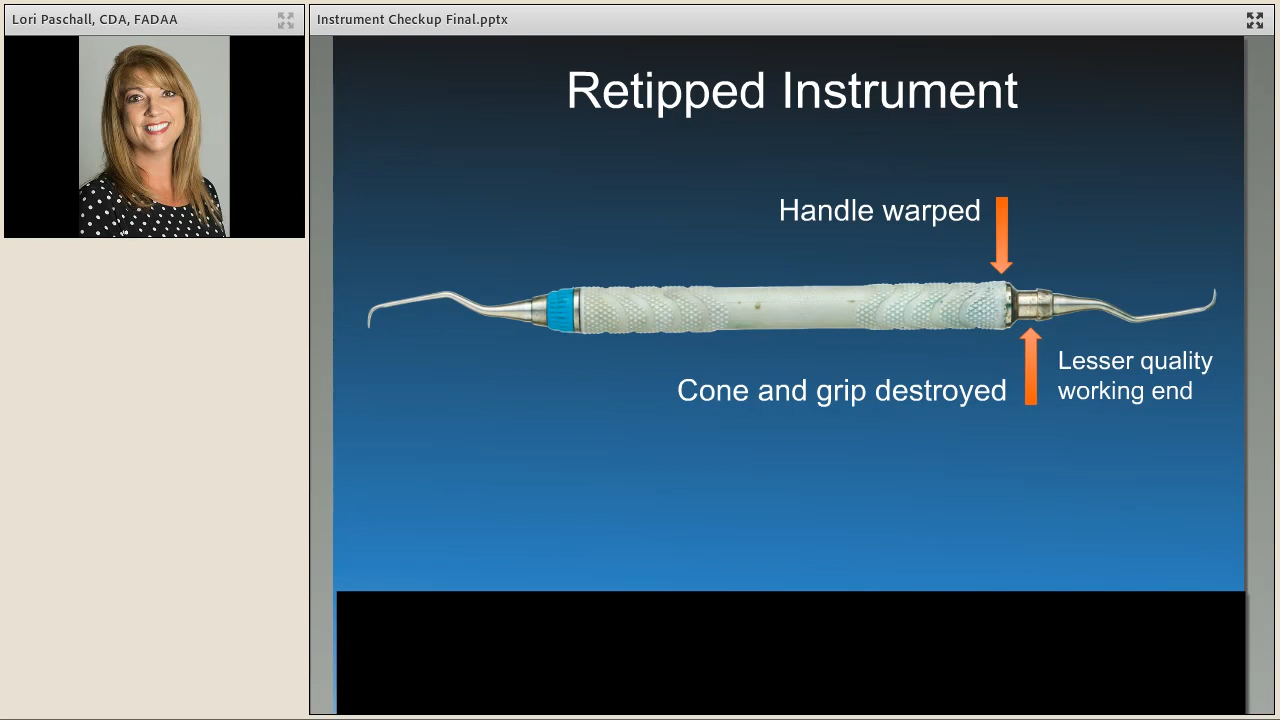 Lori Paschall, CDA, FADAA
Instrument Checkup Final.pptx
Retipped Instrument
Handle warped
Cone and grip destroyed
Lesser quality
working end